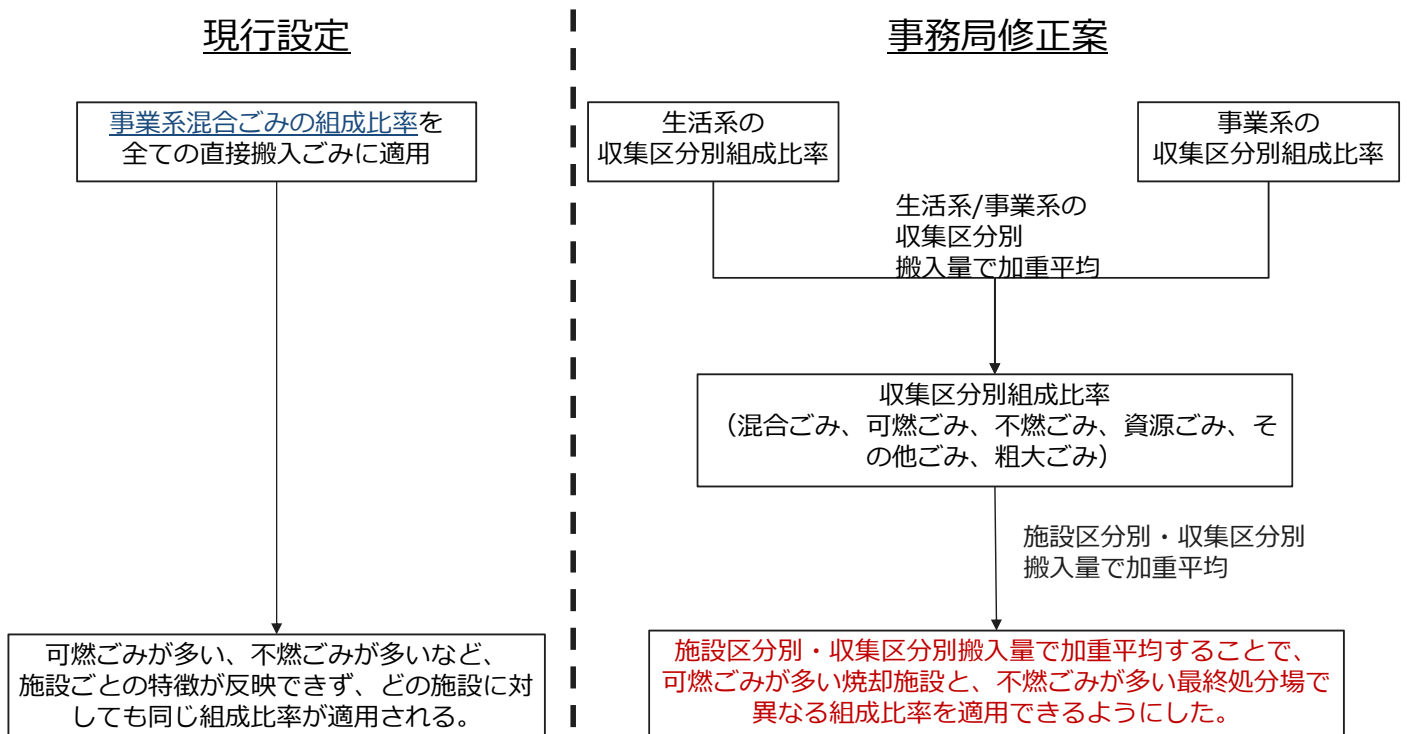 現行設定
事業系混合ごみの組成比率を
全ての直接搬入ごみに適用
可燃ごみが多い、不燃ごみが多いなど、
施設ごとの特徴が反映できず、どの施設に対
しても同じ組成比率が適用される。
事務局修正案
生活系の
収集区分別組成比率
事業系の
収集区分別組成比率
生活系/事業系の
収集区分別
搬入量で加重平均
収集区分別組成比率
（混合ごみ、可燃ごみ、不燃ごみ、資源ごみ、そ
の他ごみ、粗大ごみ）
施設区分別・収集区分別
搬入量で加重平均
施設区分別・収集区分別搬入量で加重平均することで、
可燃ごみが多い焼却施設と、不燃ごみが多い最終処分場で
異なる組成比率を適用できるようにした。